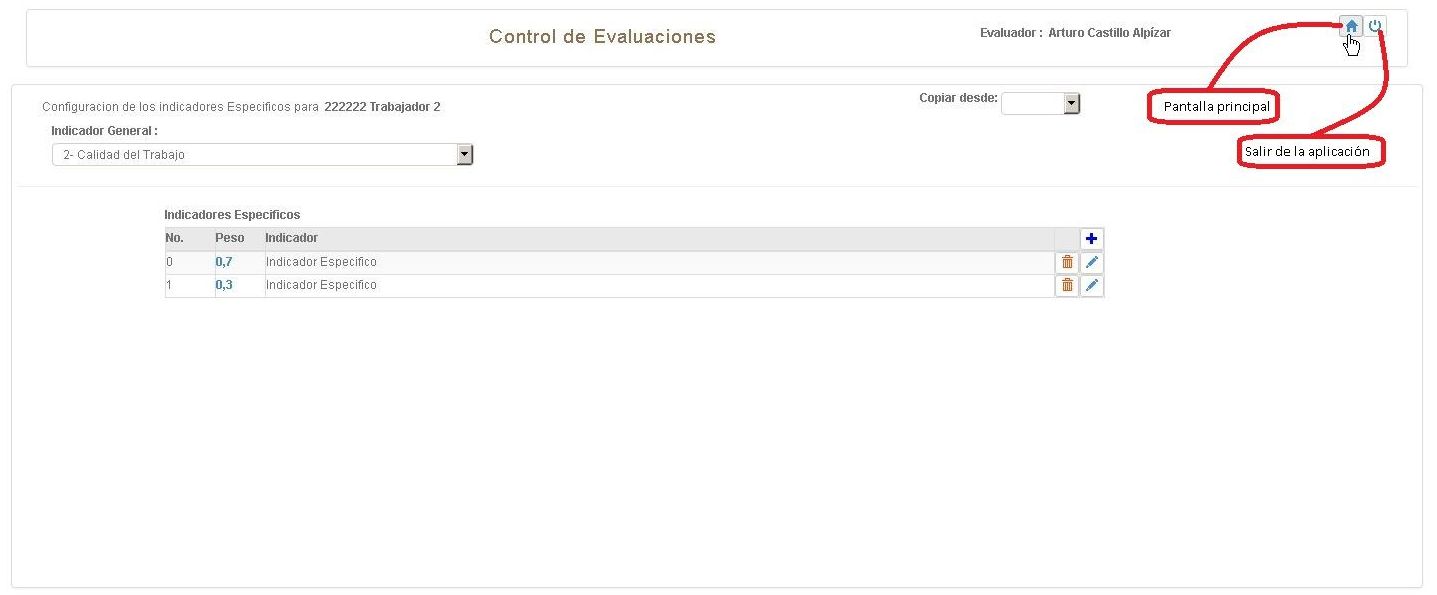 Control de Evaluaciones
Evaluador : Arturo Castillo Alpízar
Configuracion de los indicadores Especificos para 222222 Trabajador 2
Copiar desde:
Pantalla principal
Indicador General :
2- Calidad del Trabajo
Salir de la aplicación
Indicadores Especificos
No. Peso Indicador
0 0,7 Indicador Especifico
1 0,3 Indicador Especifico